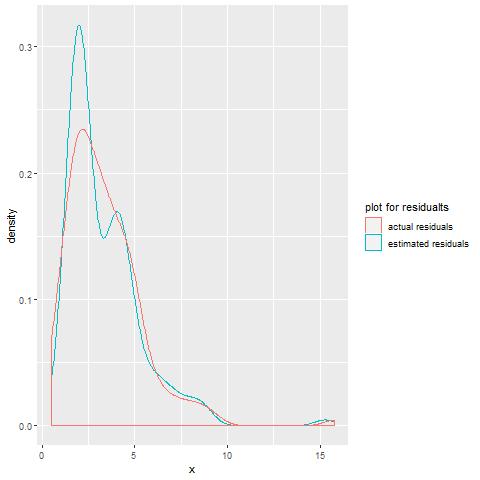 0.3
0.2
0.1
0.0
density
0
5
10
15
x
plot for residualts
actual residuals
estimated residuals